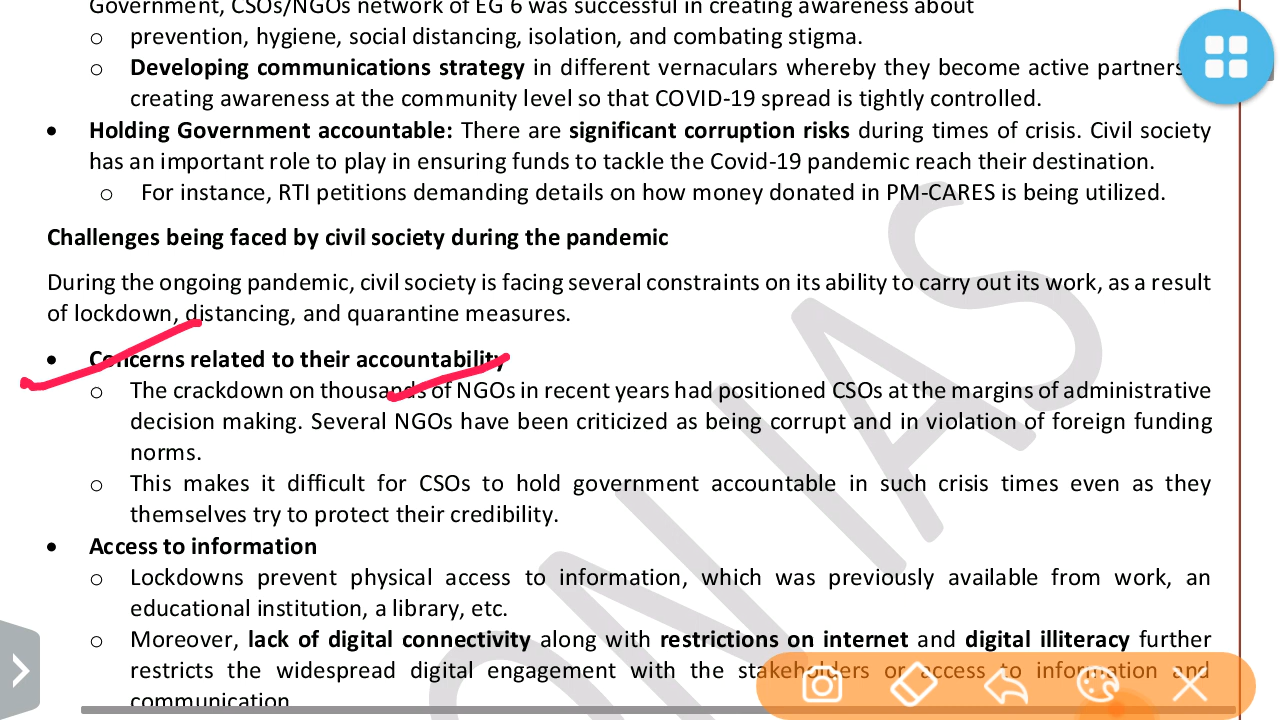 Government, CSOs/NGOs network of EG 6 was successful in creating awareness about
o prevention, hygiene, social distancing, isolation, and combating stigma.
o Developing communications strategy in different vernaculars whereby they become active partners
creating awareness at the community level so that COVID-19 spread is tightly controlled.
• Holding Government accountable: There are significant corruption risks during times of crisis. Civil society
has an important role to play in ensuring funds to tackle the Covid-19 pandemic reach their destination.
o For instance, RTI petitions demanding details on how money donated in PM-CARES is being utilized.
Challenges being faced by civil society during the pandemic
During the ongoing pandemic, civil society is facing several constraints on its ability to carry out its work, as a result
of lockdown, distancing, and quarantine measures.
• Concerns related to their accountability
o The crackdown on thousands of NGOs in recent years had positioned CSOs at the margins of administrative
decision making. Several NGOs have been criticized as being corrupt and in violation of foreign funding
norms.
o This makes it difficult for CSOs to hold government accountable in such crisis times even as they
themselves try to protect their credibility.
• Access to information
o Lockdowns prevent physical access to information, which was previously available from work, an
educational institution, a library, etc.
o Moreover, lack of digital connectivity along with restrictions on internet and digital illiteracy further
restricts the widespread digital engagement with the stakeholders or access to information and
communication
ON IAS